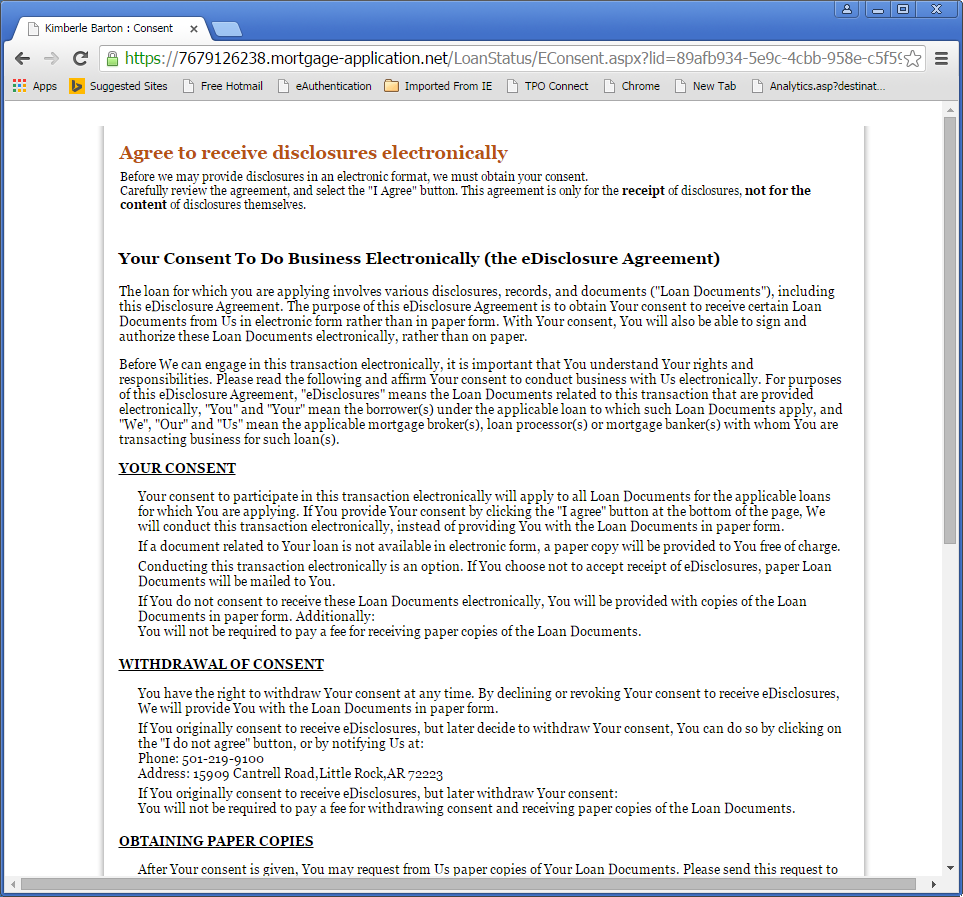 Kimberle Barton : Consent
https://7679126238.mortgage-application.net/LoanStatus/EConsent.aspx?lid=89afb934-5e9c-4cbb-958e-c5f59
Apps Suggested Sites Free Hotmail eAuthentication Imported From IE TPO Connect Chrome New Tab Analytics.asp?destinat...
Agree to receive disclosures electronically
Before we may provide disclosures in an electronic format, we must obtain your consent.
Carefully review the agreement, and select the "I Agree" button. This agreement is only for the receipt of disclosures, not for the
content of disclosures themselves.
Your Consent To Do Business Electronically (the eDisclosure Agreement)
The loan for which you are applying involves various disclosures, records, and documents ("Loan Documents"), including
this eDisclosure Agreement. The purpose of this eDisclosure Agreement is to obtain Your consent to receive certain Loan
Documents from Us in electronic form rather than in paper form. With Your consent, You will also be able to sign and
authorize these Loan Documents electronically, rather than on paper.
Before We can engage in this transaction electronically, it is important that You understand Your rights and
responsibilities. Please read the following and affirm Your consent to conduct business with Us electronically. For purposes
of this eDisclosure Agreement, "eDisclosures" means the Loan Documents related to this transaction that are provided
electronically, "You" and "Your" mean the borrower(s) under the applicable loan to which such Loan Documents apply, and
"We", "Our" and "Us" mean the applicable mortgage broker(s), loan processor(s) or mortgage banker(s) with whom You are
transacting business for such loan(s).
YOUR CONSENT
Your consent to participate in this transaction electronically will apply to all Loan Documents for the applicable loans
for which You are applying. If You provide Your consent by clicking the "I agree" button at the bottom of the page, We
will conduct this transaction electronically, instead of providing You with the Loan Documents in paper form.
If a document related to Your loan is not available in electronic form, a paper copy will be provided to You free of charge.
Conducting this transaction electronically is an option. If You choose not to accept receipt of eDisclosures, paper Loan
Documents will be mailed to You.
If You do not consent to receive these Loan Documents electronically, You will be provided with copies of the Loan
Documents in paper form. Additionally:
You will not be required to pay a fee for receiving paper copies of the Loan Documents.
WITHDRAWAL OF CONSENT
You have the right to withdraw Your consent at any time. By declining or revoking Your consent to receive eDisclosures,
We will provide You with the Loan Documents in paper form.
If You originally consent to receive eDisclosures, but later decide to withdraw Your consent, You can do so by clicking on
the "I do not agree" button, or by notifying Us at:
Phone: 501-219-9100
Address: 15909 Cantrell Road,Little Rock,AR 72223
If You originally consent to receive eDisclosures, but later withdraw Your consent:
You will not be required to pay a fee for withdrawing consent and receiving paper copies of the Loan Documents.
OBTAINING PAPER COPIES
After Your consent is given, You may request from Us paper copies of Your Loan Documents. Please send this request to